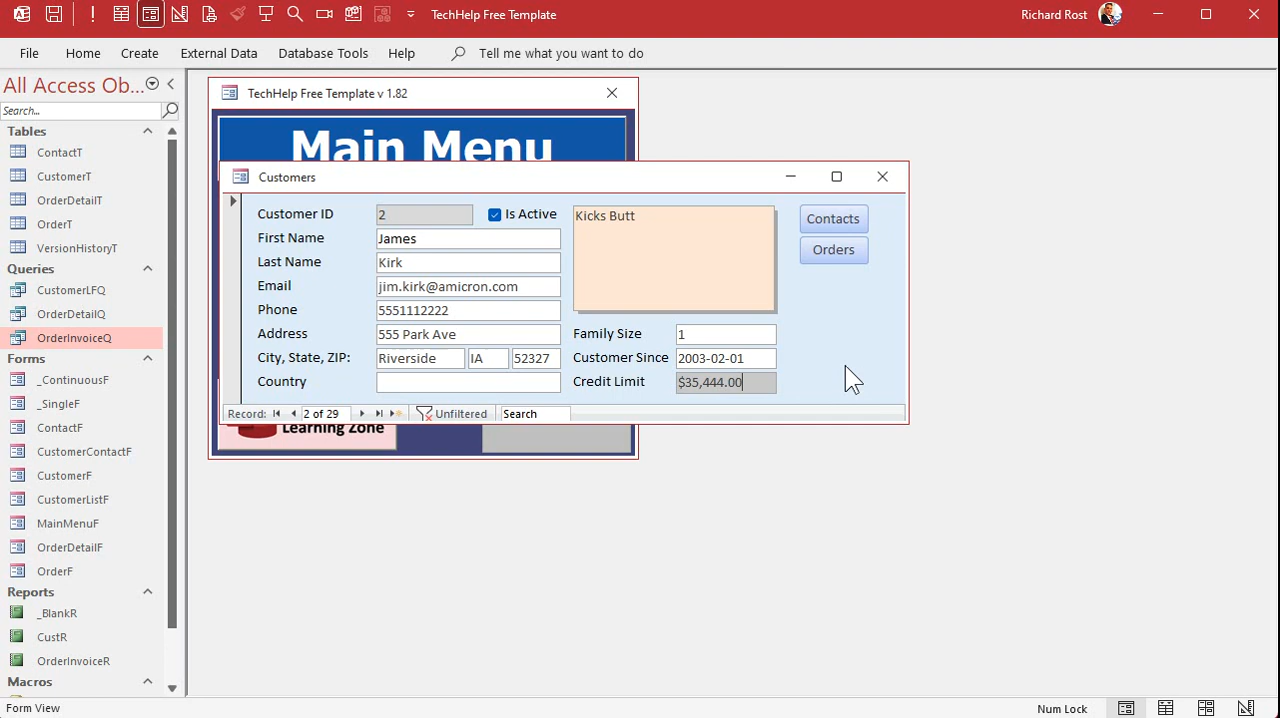 TechHelp Free Template
Richard Rost
File Home Create External Data Database Tools Help Tell me what you want to do
All Access Ob...
Search...
Tables
ContactT
CustomerT
OrderDetailT
OrderT
VersionHistoryT
Queries
CustomerLFQ
OrderDetailQ
OrderInvoiceQ
Forms
_ContinuousF
_SingleF
ContactF
CustomerContactF
CustomerF
CustomerListF
MainMenuF
OrderDetailF
OrderF
Reports
_BlankR
CustR
OrderInvoiceR
Macros
TechHelp Free Template v 1.82
Main Menu
Customers
Customer ID 2 Is Active
First Name James
Last Name Kirk
Email jim.kirk@amicron.com
Phone 5551112222
Address 555 Park Ave
City, State, ZIP: Riverside IA 52327
Country
Kicks Butt
Family Size 1
Customer Since 2003-02-01
Credit Limit $35,444.00
Contacts
Orders
Record: 2 of 29 Unfiltered Search
Learning Zone
Form View
Num Lock